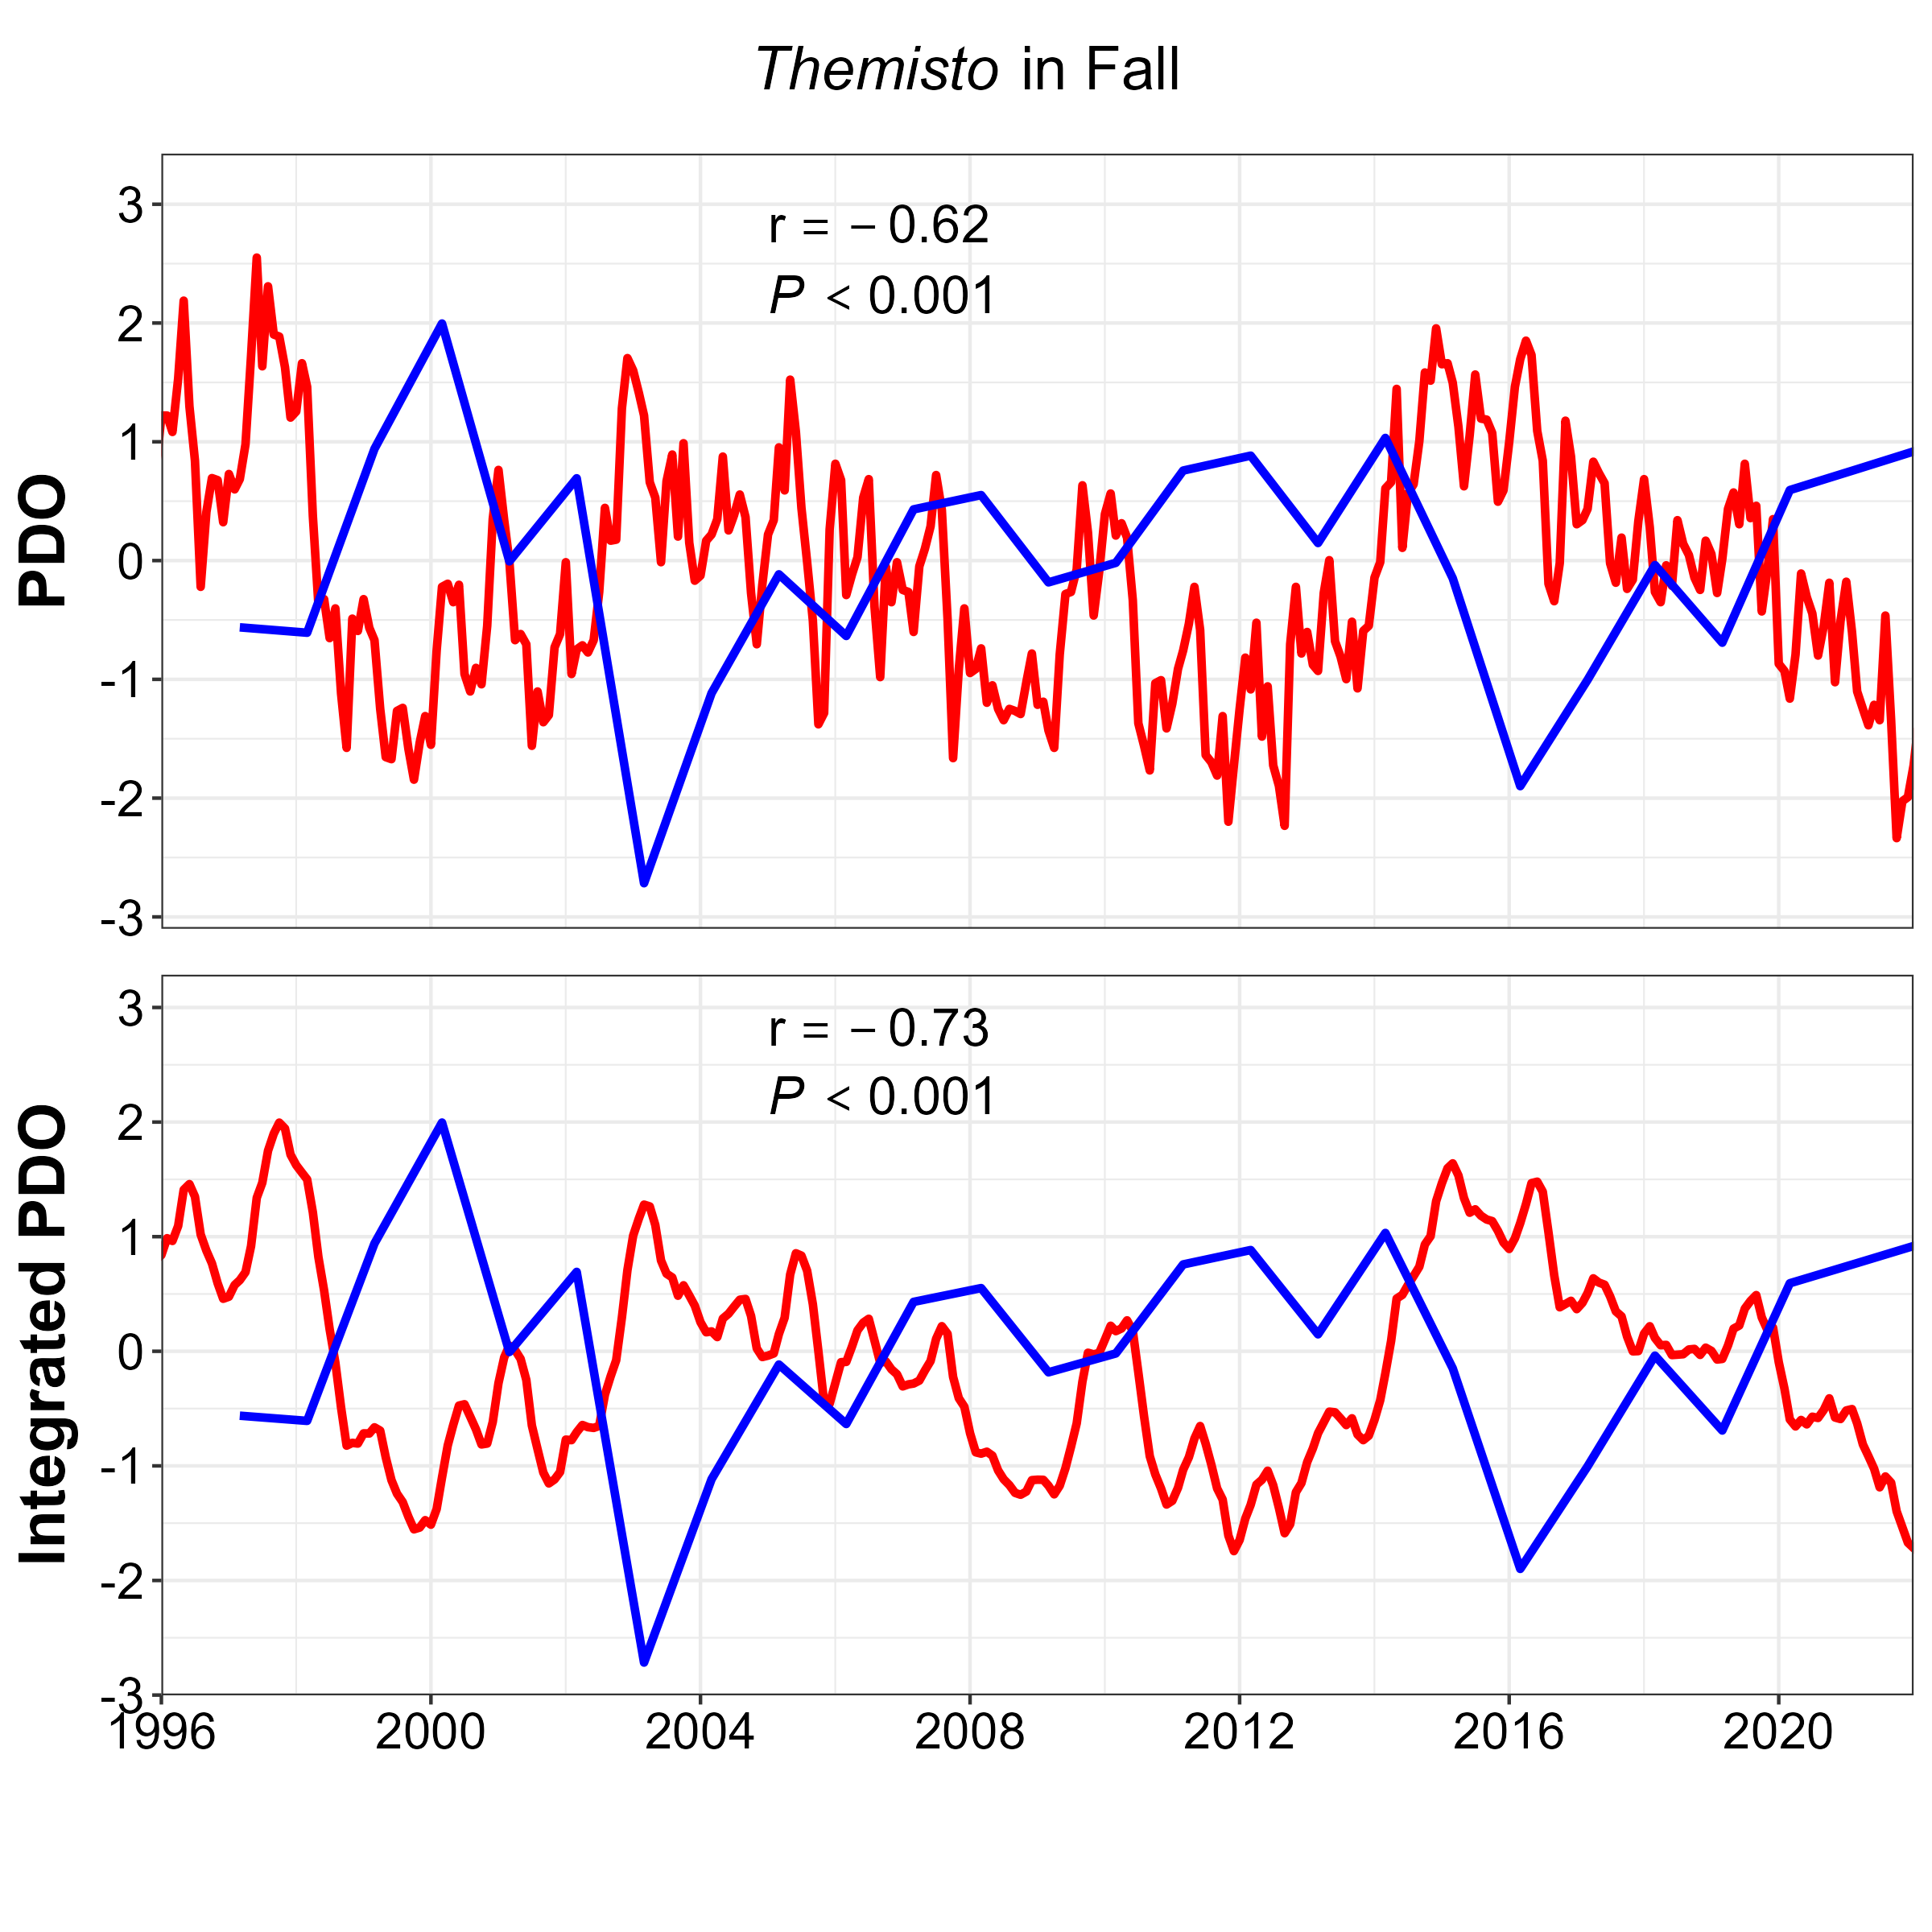 Themisto in Fall
PDO
3
2
1
0
-1
-2
-3
r = – 0.62
P < 0.001
Integrated PDO
3
2
1
0
-1
-2
-3
r = – 0.73
P < 0.001
1996 2000 2004 2008 2012 2016 2020